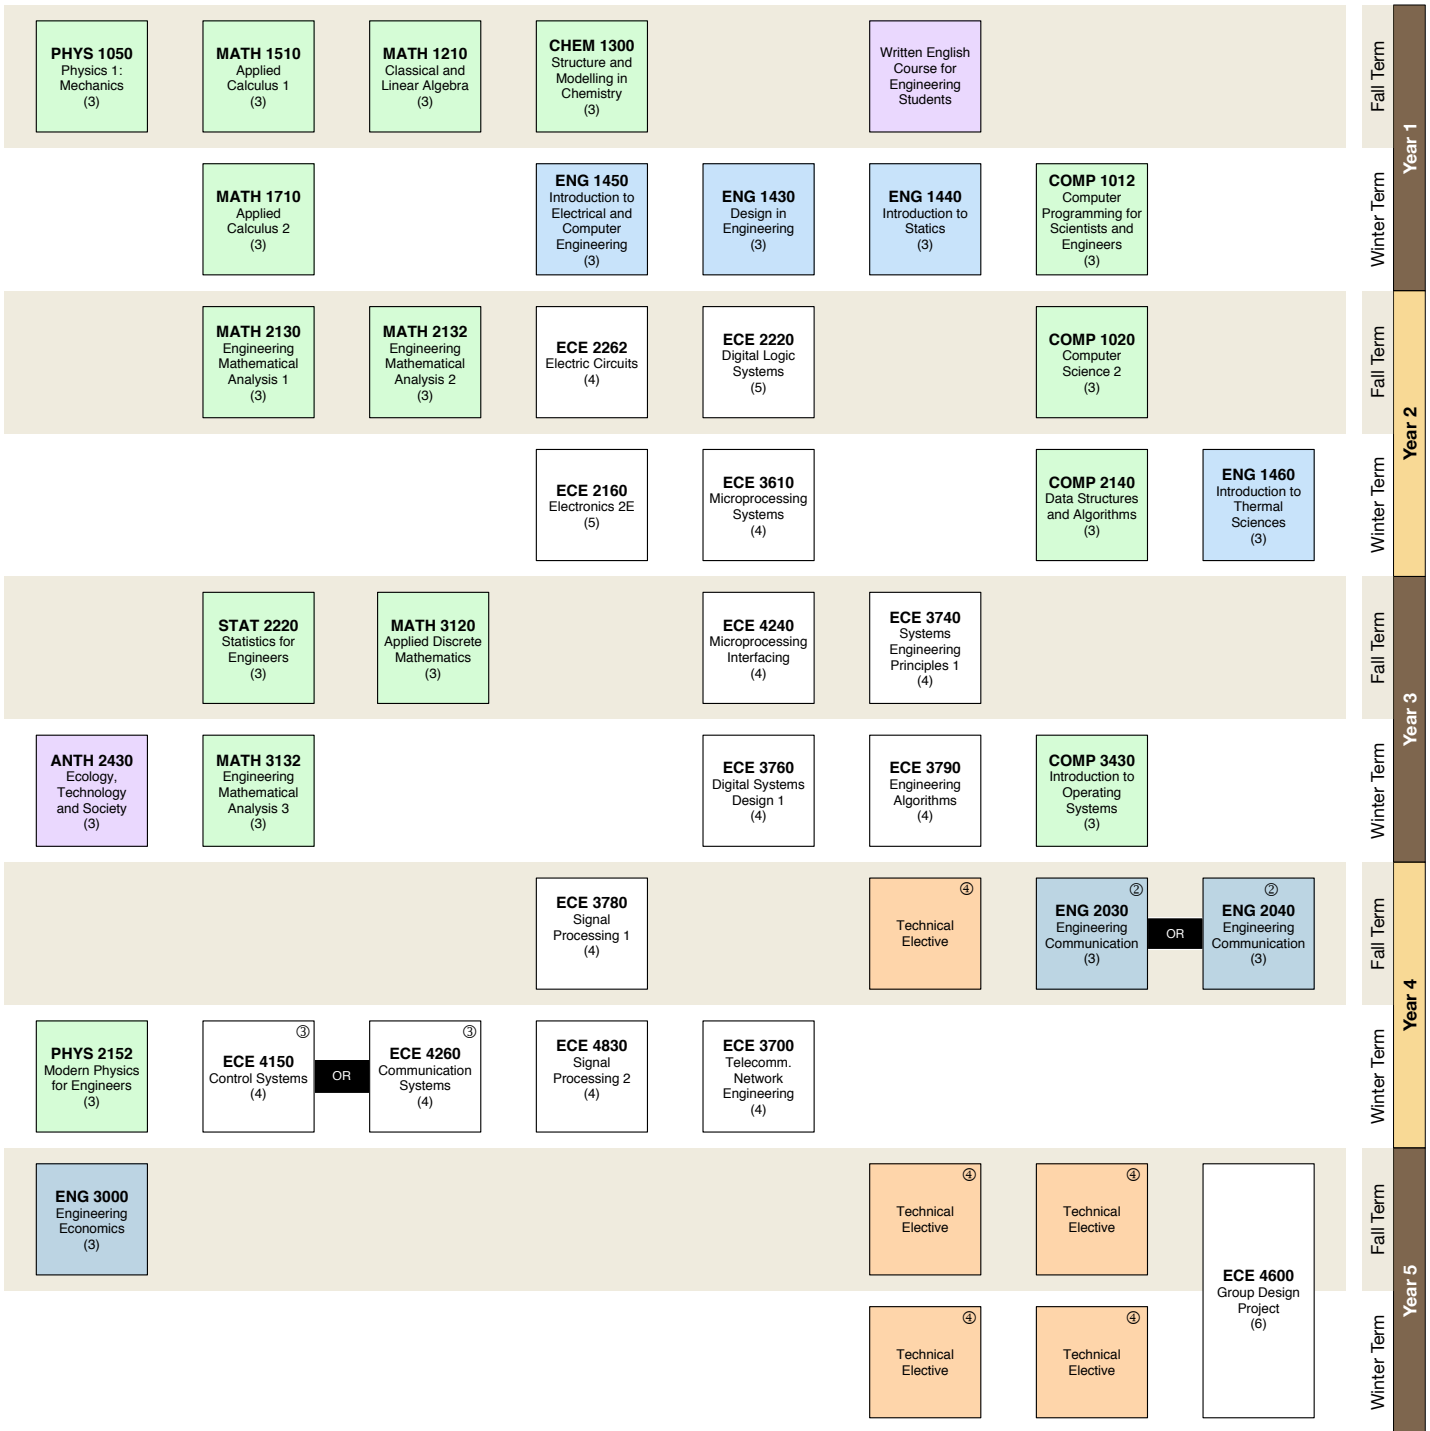 PHYS 1050
Physics 1:
Mechanics
(3)
MATH 1510
Applied
Calculus 1
(3)
MATH 1210
Classical and
Linear Algebra
(3)
CHEM 1300
Structure and
Modelling in
Chemistry
(3)
Written English
Course for
Engineering
Students
Fall Term
Year 1
MATH 1710
Applied
Calculus 2
(3)
ENG 1450
Introduction to
Electrical and
Computer
Engineering
(3)
ENG 1430
Design in
Engineering
(3)
ENG 1440
Introduction to
Statics
(3)
COMP 1012
Computer
Programming for
Scientists and
Engineers
(3)
Winter Term
MATH 2130
Engineering
Mathematical
Analysis 1
(3)
MATH 2132
Engineering
Mathematical
Analysis 2
(3)
ECE 2262
Electric Circuits
(4)
ECE 2220
Digital Logic
Systems
(5)
COMP 1020
Computer
Science 2
(3)
Fall Term
Year 2
ECE 2160
Electronics 2E
(5)
ECE 3610
Microprocessing
Systems
(4)
COMP 2140
Data Structures
and Algorithms
(3)
ENG 1460
Introduction to
Thermal
Sciences
(3)
Winter Term
STAT 2220
Statistics for
Engineers
(3)
MATH 3120
Applied Discrete
Mathematics
(3)
ECE 4240
Microprocessing
Interfacing
(4)
ECE 3740
Systems
Engineering
Principles 1
(4)
Fall Term
Year 3
ANTH 2430
Ecology,
Technology
and Society
(3)
MATH 3132
Engineering
Mathematical
Analysis 3
(3)
ECE 3760
Digital Systems
Design 1
(4)
ECE 3790
Engineering
Algorithms
(4)
COMP 3430
Introduction to
Operating
Systems
(3)
Winter Term
ECE 3780
Signal
Processing 1
(4)
④
Technical
Elective
②
ENG 2030
Engineering
Communication
(3)
OR
②
ENG 2040
Engineering
Communication
(3)
Fall Term
Year 4
PHYS 2152
Modern Physics
for Engineers
(3)
③
ECE 4150
Control Systems
(4)
OR
③
ECE 4260
Communication
Systems
(4)
ECE 4830
Signal
Processing 2
(4)
ECE 3700
Telecomm.
Network
Engineering
(4)
Winter Term
ENG 3000
Engineering
Economics
(3)
④
Technical
Elective
④
Technical
Elective
ECE 4600
Group Design
Project
(6)
Fall Term
Year 5
④
Technical
Elective
④
Technical
Elective
Winter Term